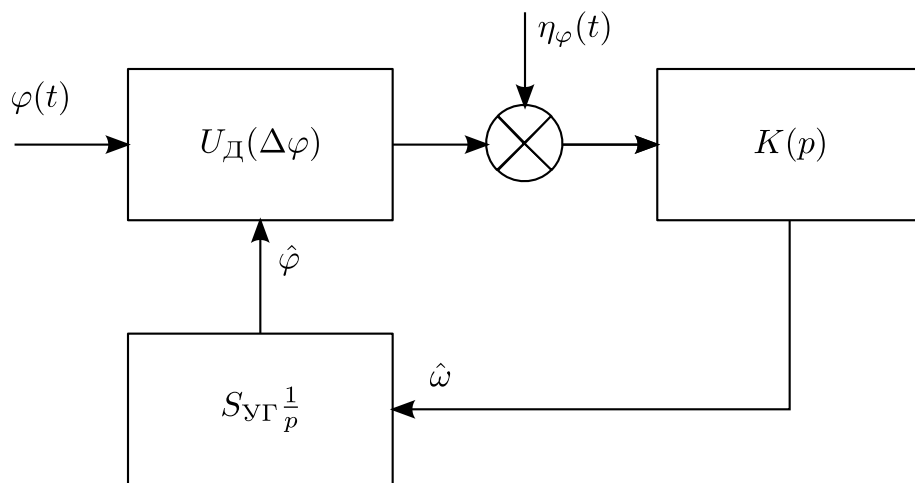 η_φ(t)
φ(t)
U_Д(Δφ)
K(p)
φ̂
ω̂
S_УГ 1/p